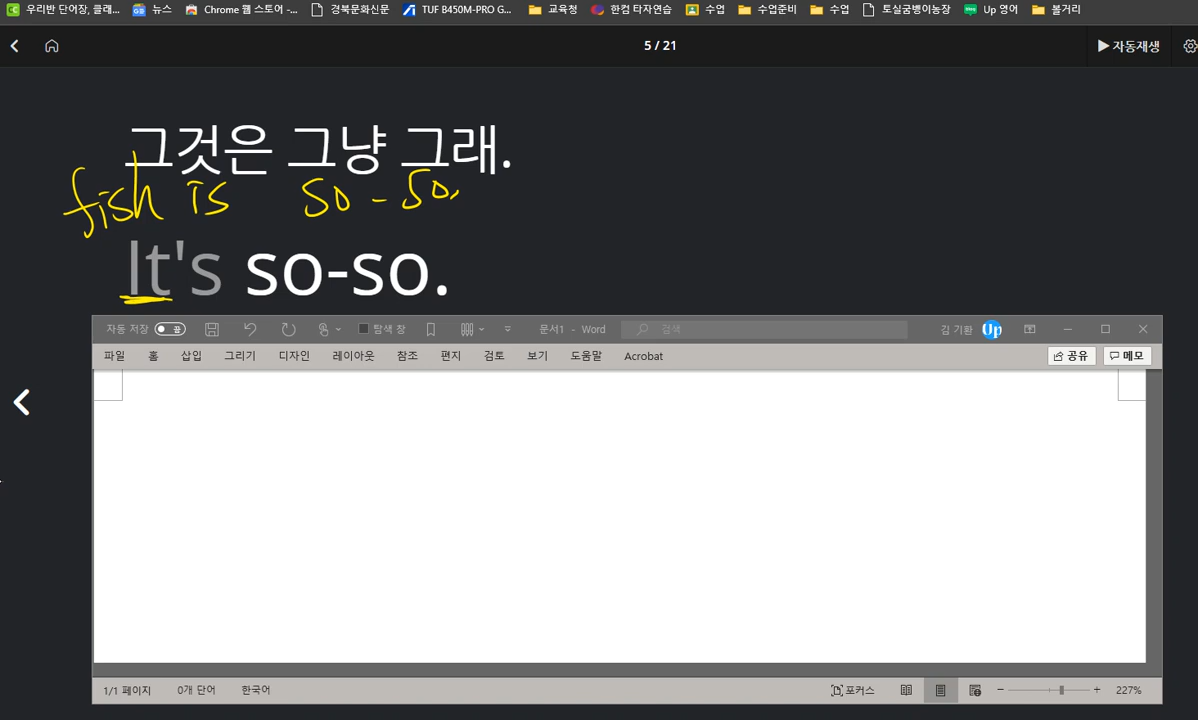 우리반 단어장, 클래... 뉴스 Chrome 웹 스토어 -... 경북문화신문 TUF B450M-PRO G... 교육청 한컴 타자연습 수업 수업준비 수업 토실굼벵이농장 Up 영어 볼거리
5 / 21 자동재생
그것은 그냥 그래.
fish is so-so.
It's so-so.
자동 저장 끔 탐색 창 문서1 - Word 검색 김 기환 Up
파일 홈 삽입 그리기 디자인 레이아웃 참조 편지 검토 보기 도움말 Acrobat 공유 메모
1/1 페이지 0개 단어 한국어 포커스 227%